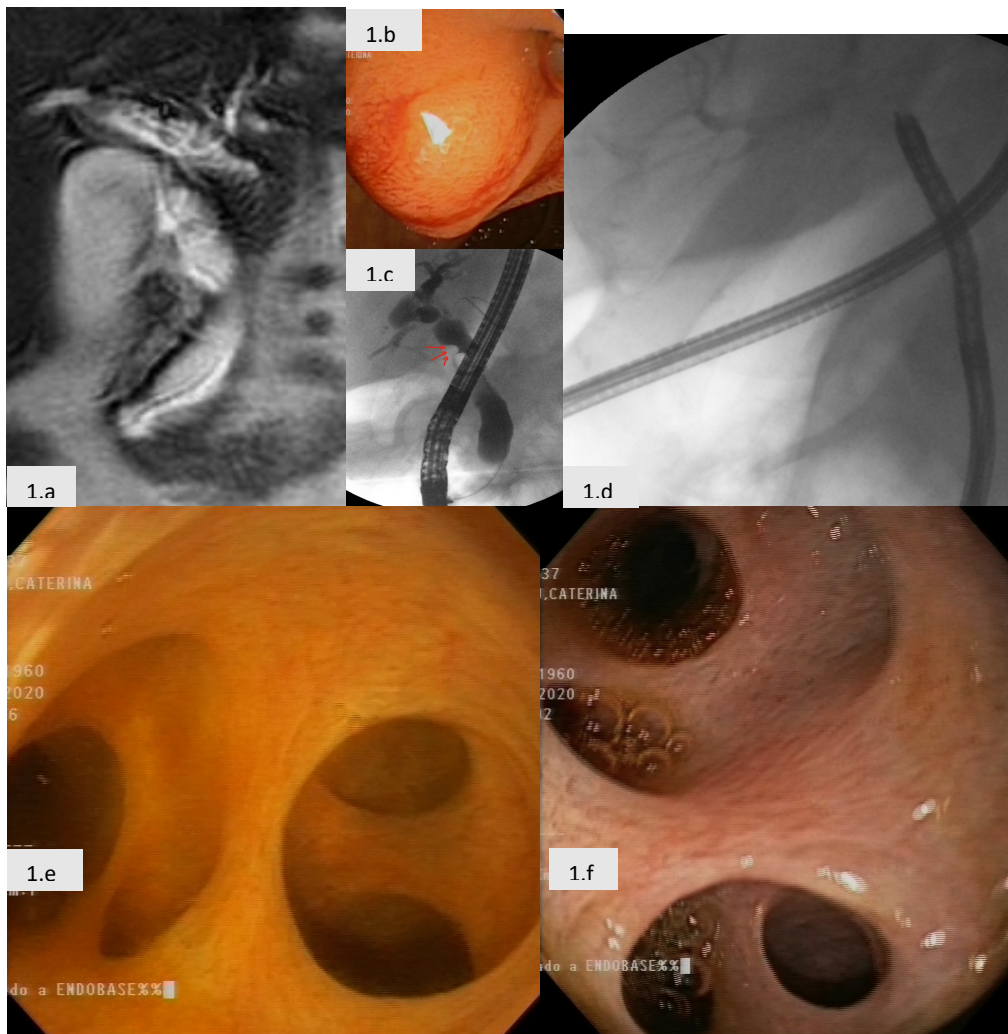 1.b
TERINA
1.c
1.a
1.d
37
,CATERINA
1960
2020
6
1.e
do a ENDOBASE%%
37
,CATERINA
1960
2020
1.f
do a ENDOBASE%%